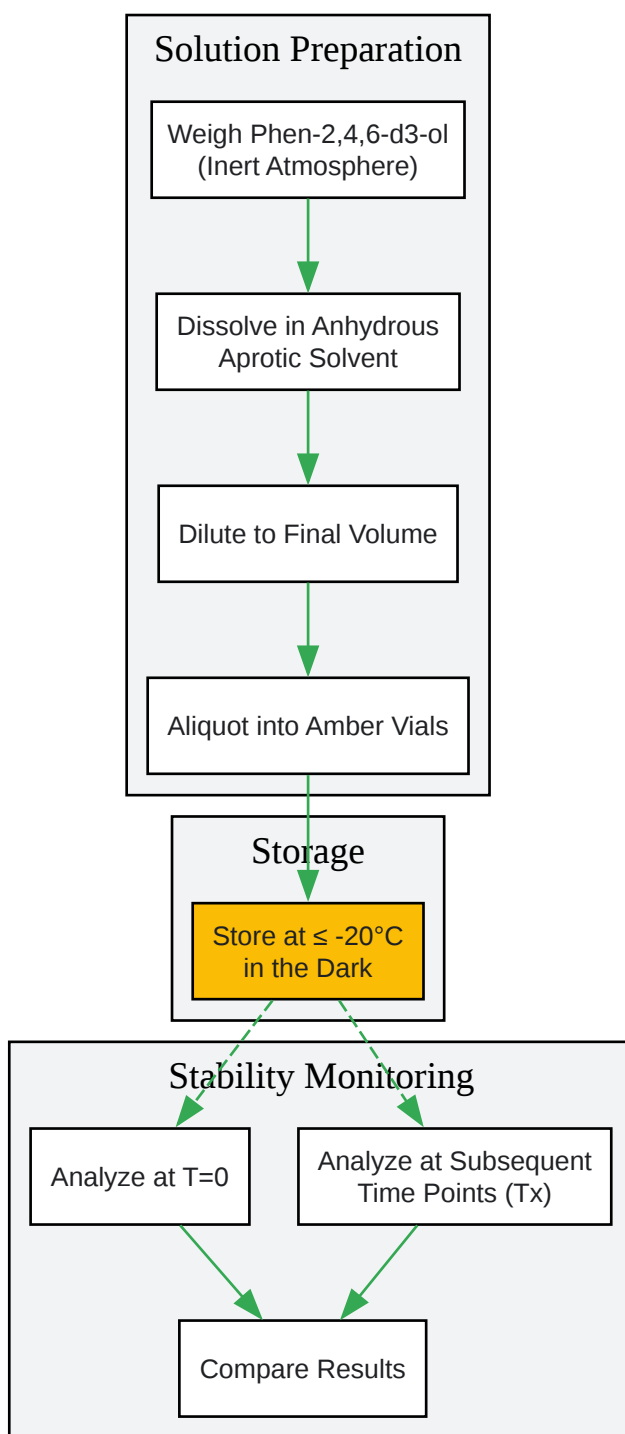 Solution Preparation
Weigh Phen-2,4,6-d3-ol
(Inert Atmosphere)
Dissolve in Anhydrous
Aprotic Solvent
Dilute to Final Volume
Aliquot into Amber Vials
Storage
Store at ≤ -20°C
in the Dark
Stability Monitoring
Analyze at T=0
Analyze at Subsequent
Time Points (Tx)
Compare Results